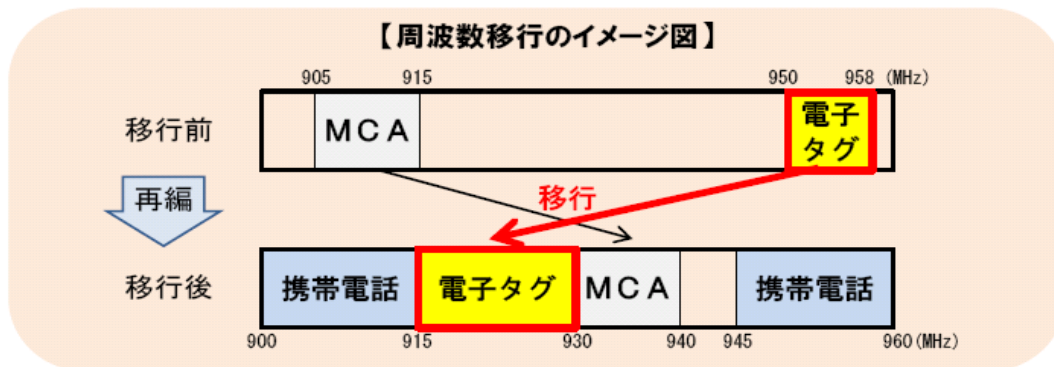 【周波数移行のイメージ図】
905 915 950 958 (MHz)
移行前
MCA
電子
タグ
再編
移行
移行後
携帯電話 電子タグ MCA 携帯電話
900 915 930 940 945 960(MHz)